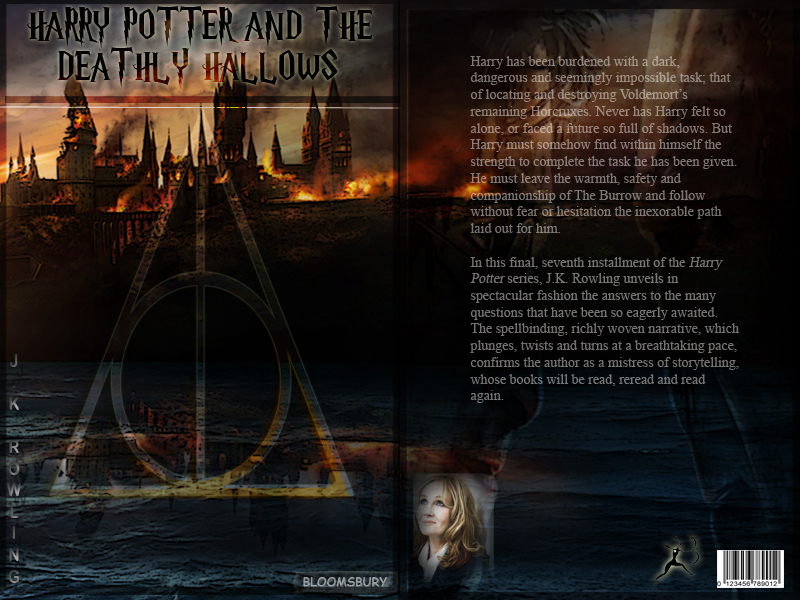 HARRY POTTER AND THE
DEATHLY HALLOWS
J K ROWLING
BLOOMSBURY
Harry has been burdened with a dark,
dangerous and seemingly impossible task; that
of locating and destroying Voldemort's
remaining Horcruxes. Never has Harry felt so
alone, or faced a future so full of shadows. But
Harry must somehow find within himself the
strength to complete the task he has been given.
He must leave the warmth, safety and
companionship of The Burrow and follow
without fear or hesitation the inexorable path
laid out for him.
In this final, seventh installment of the Harry
Potter series, J.K. Rowling unveils in
spectacular fashion the answers to the many
questions that have been so eagerly awaited.
The spellbinding, richly woven narrative, which
plunges, twists and turns at a breathtaking pace,
confirms the author as a mistress of storytelling,
whose books will be read, reread and read
again.
0 123456 789012